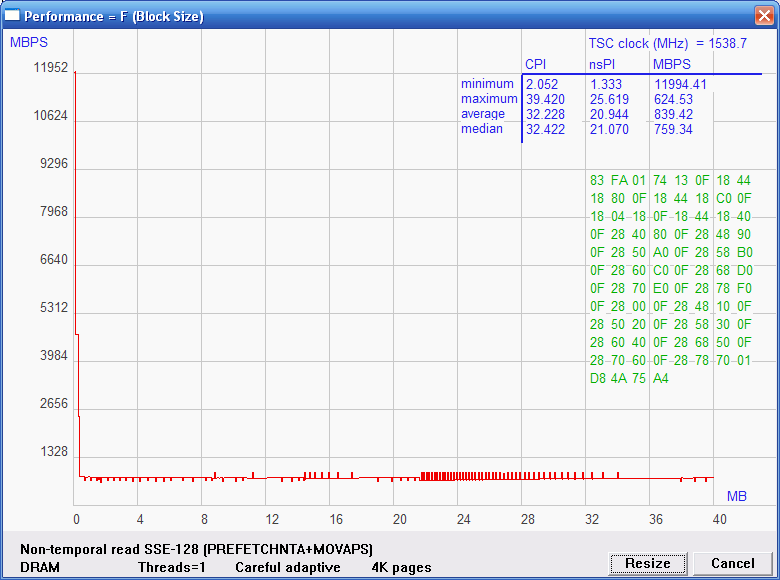 Performance = F (Block Size)
MBPS
TSC clock (MHz) = 1538.7
CPI nsPI MBPS
minimum 2.052 1.333 11994.41
maximum 39.420 25.619 624.53
average 32.228 20.944 839.42
median 32.422 21.070 759.34
11952
10624
9296
7968
6640
5312
3984
2656
1328
83 FA 01 74 13 0F 18 44
18 80 0F 18 44 18 C0 0F
18 04 18 0F 18 44 18 40
0F 28 40 80 0F 28 48 90
0F 28 50 A0 0F 28 58 B0
0F 28 60 C0 0F 28 68 D0
0F 28 70 E0 0F 28 78 F0
0F 28 00 0F 28 48 10 0F
28 50 20 0F 28 58 30 0F
28 60 40 0F 28 68 50 0F
28 70 60 0F 28 78 70 01
D8 4A 75 A4
MB
0 4 8 12 16 20 24 28 32 36 40
Non-temporal read SSE-128 (PREFETCHNTA+MOVAPS)
DRAM Threads=1 Careful adaptive 4K pages
Resize Cancel